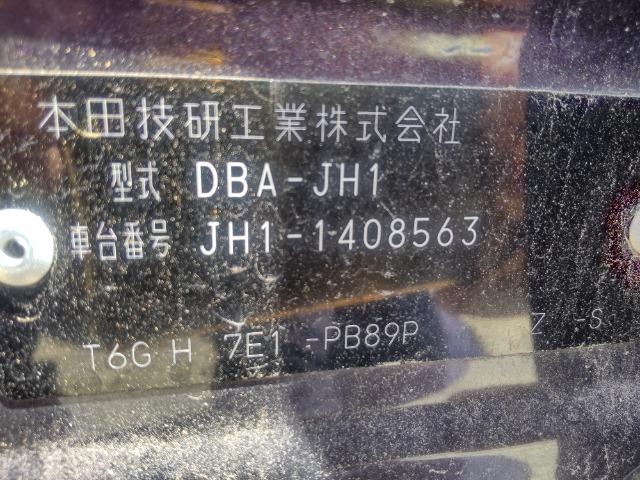 本田技研工業株式会社
型式 DBA-JH1
車台番号 JH1-1408563
T6G H 7E1 -PB89P Z -S